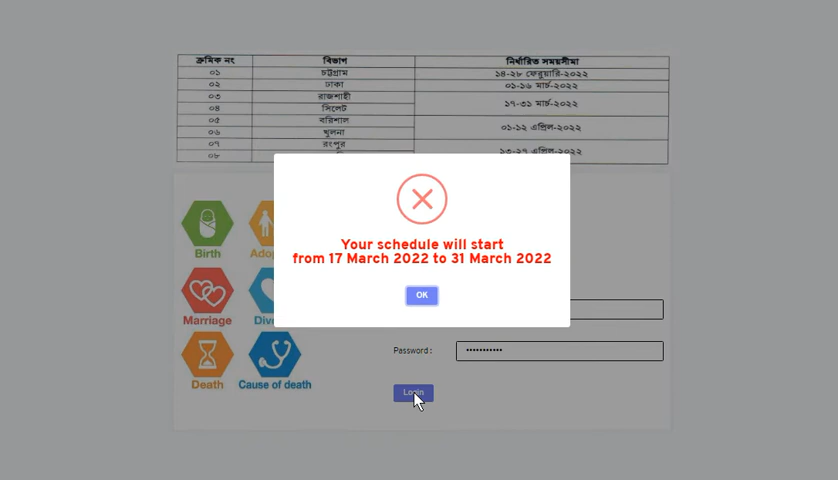 ক্রমিক নং বিভাগ নির্ধারিত সময়সীমা
০১ চট্টগ্রাম ১৪-২৮ ফেব্রুয়ারি-২০২২
০২ ঢাকা ০১-১৬ মার্চ-২০২২
০৩ রাজশাহী ১৭-৩১ মার্চ-২০২২
০৪ সিলেট
০৫ বরিশাল ০১-১২ এপ্রিল-২০২২
০৬ খুলনা
০৭ রংপুর ১৩-২৭ এপ্রিল-২০২২
০৮
Your schedule will start
from 17 March 2022 to 31 March 2022
OK
Birth
Marriage
Death Cause of death
Password :
Login